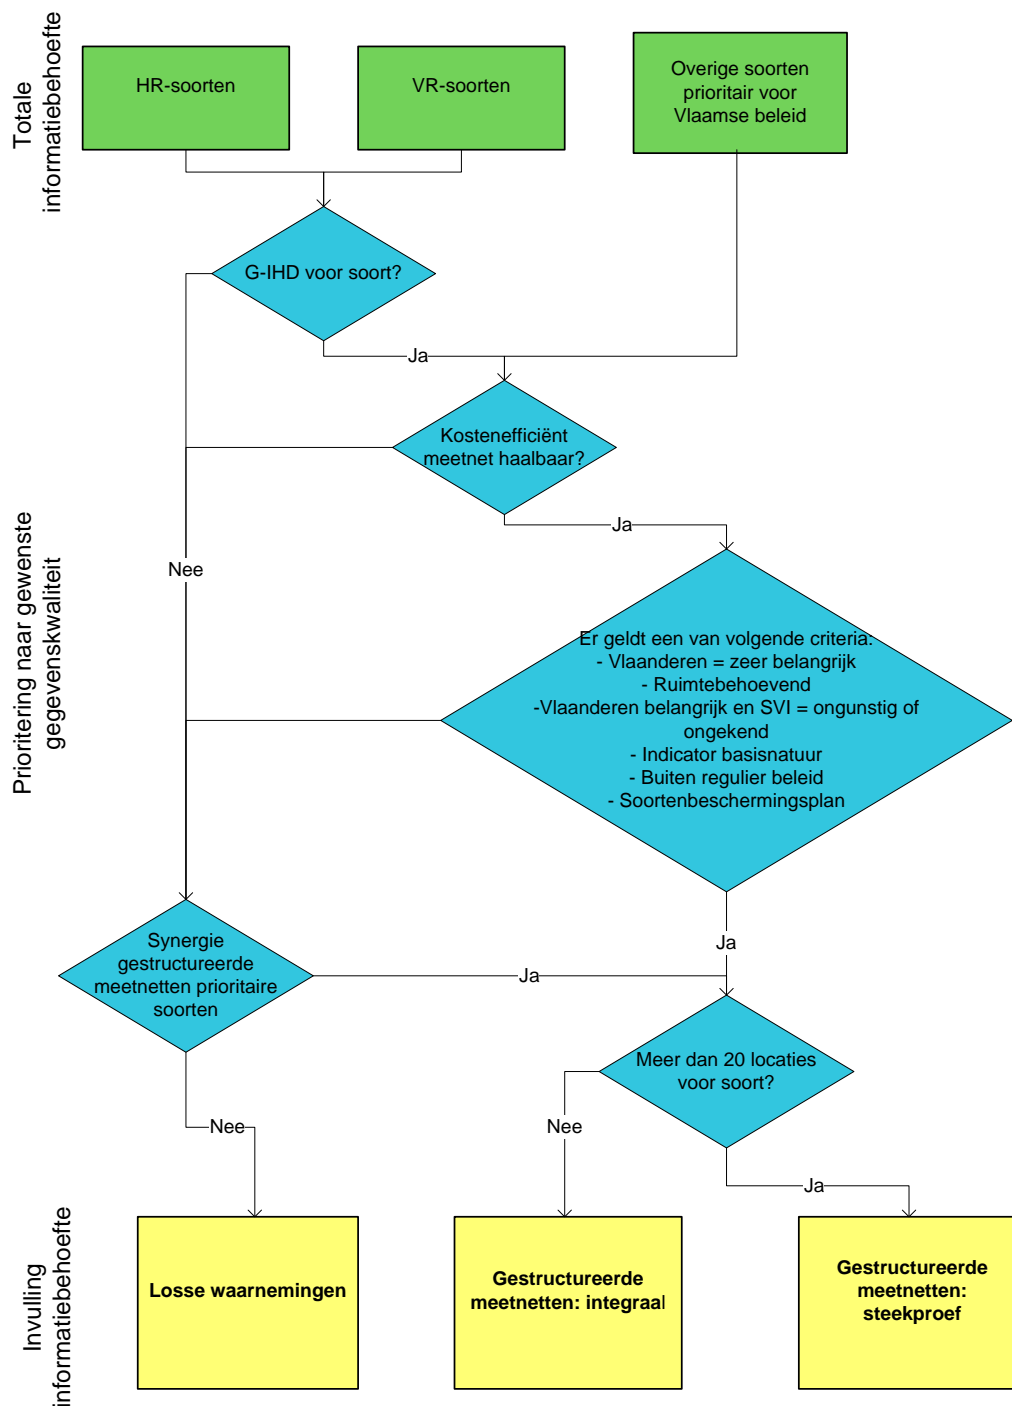 Totale
informatiebehoefte
HR-soorten
VR-soorten
Overige soorten
prioritair voor
Vlaamse beleid
G-IHD voor soort?
Ja
Kostenefficiënt
meetnet haalbaar?
Ja
Prioritering naar gewenste
gegevenskwaliteit
Nee
Er geldt een van volgende criteria:
- Vlaanderen = zeer belangrijk
- Ruimtebehoevend
-Vlaanderen belangrijk en SVI = ongunstig of
ongekend
- Indicator basisnatuur
- Buiten regulier beleid
- Soortenbeschermingsplan
Ja
Synergie
gestructureerde
meetnetten prioritaire
soorten
Ja
Meer dan 20 locaties
voor soort?
Nee
Nee
Ja
Invulling
informatiebehoefte
Losse waarnemingen
Gestructureerde
meetnetten: integraal
Gestructureerde
meetnetten:
steekproef